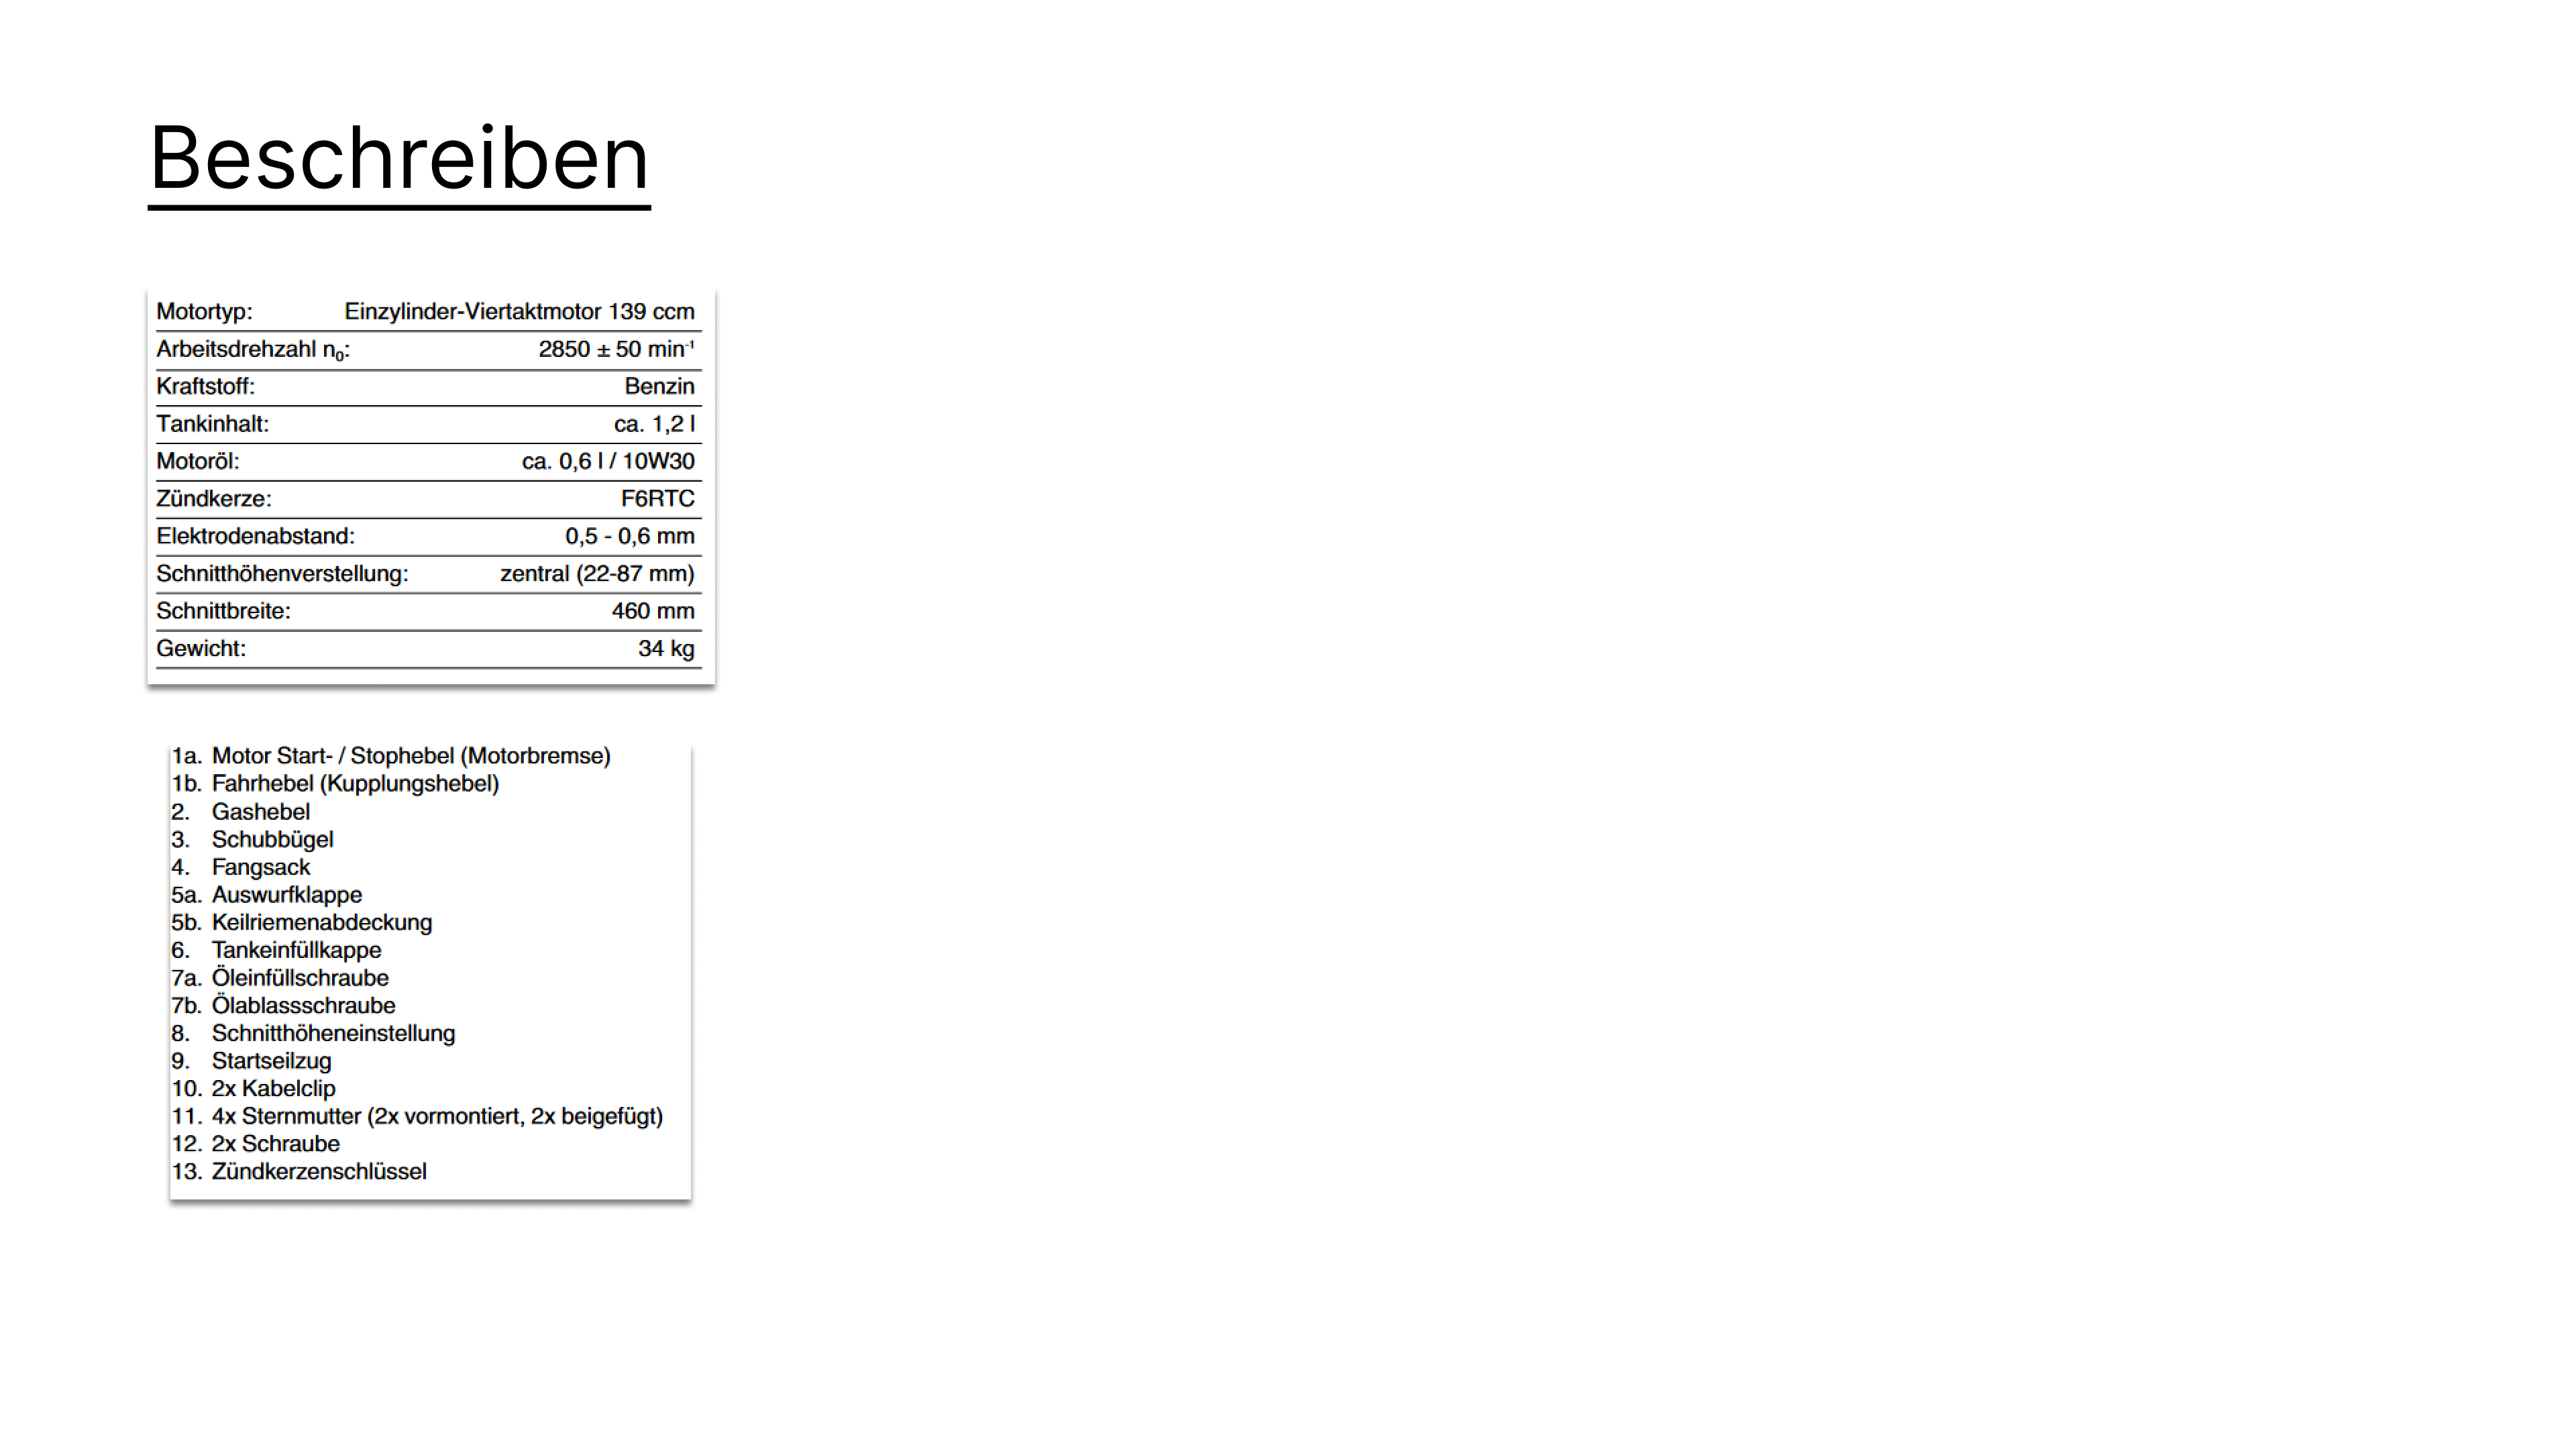 Beschreiben
Motortyp: Einzylinder-Viertaktmotor 139 ccm
Arbeitsdrehzahl n₀: 2850 ± 50 min⁻¹
Kraftstoff: Benzin
Tankinhalt: ca. 1,2 l
Motoröl: ca. 0,6 l / 10W30
Zündkerze: F6RTC
Elektrodenabstand: 0,5 - 0,6 mm
Schnitthöhenverstellung: zentral (22-87 mm)
Schnittbreite: 460 mm
Gewicht: 34 kg
1a. Motor Start- / Stophebel (Motorbremse)
1b. Fahrhebel (Kupplungshebel)
2. Gashebel
3. Schubbügel
4. Fangsack
5a. Auswurfklappe
5b. Keilriemenabdeckung
6. Tankeinfüllkappe
7a. Öleinfüllschraube
7b. Ölablassschraube
8. Schnitthöheneinstellung
9. Startseilzug
10. 2x Kabelclip
11. 4x Sternmutter (2x vormontiert, 2x beigefügt)
12. 2x Schraube
13. Zündkerzenschlüssel